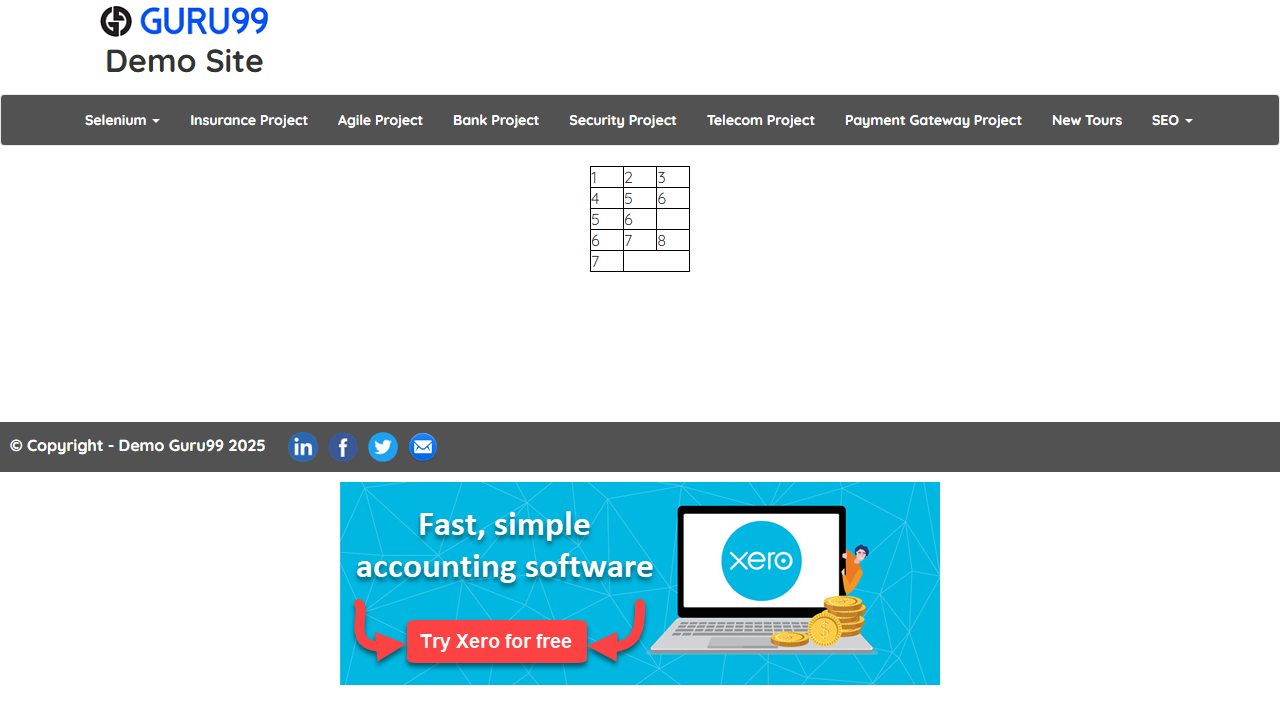 GURU99
Demo Site
Selenium Insurance Project Agile Project Bank Project Security Project Telecom Project Payment Gateway Project New Tours SEO
1 2 3
4 5 6
5 6
6 7 8
7
© Copyright - Demo Guru99 2025
Fast, simple
accounting software
Try Xero for free
xero